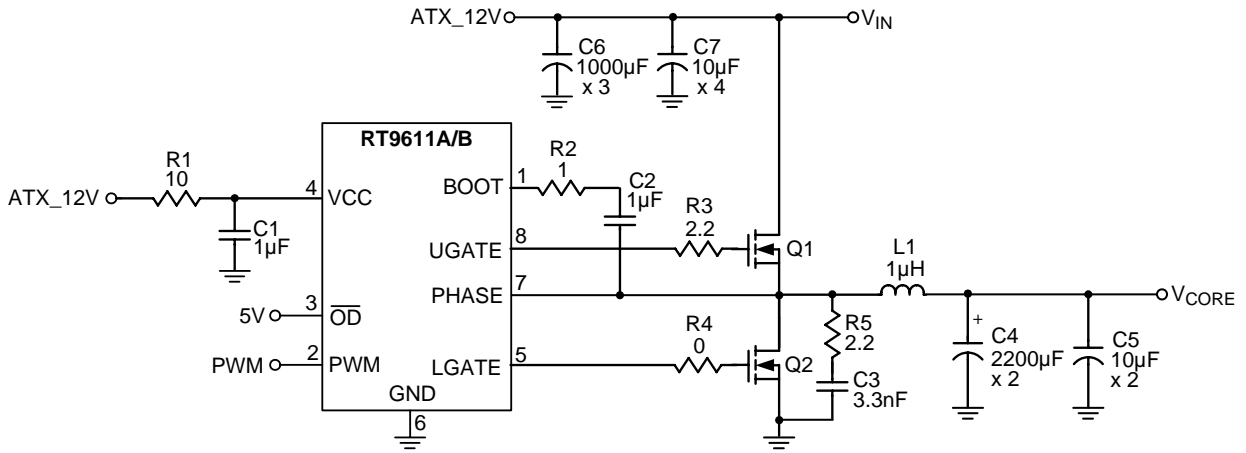 ATX_12V
V_IN
C6
1000µF
x 3
C7
10µF
x 4
RT9611A/B
R1
10
ATX_12V
4
VCC
C1
1µF
BOOT
1
R2
1
C2
1µF
UGATE
8
R3
2.2
Q1
PHASE
7
L1
1µH
V_CORE
5V
3
OD
PWM
2
PWM
LGATE
5
R4
0
Q2
R5
2.2
C3
3.3nF
+
C4
2200µF
x 2
C5
10µF
x 2
GND
6